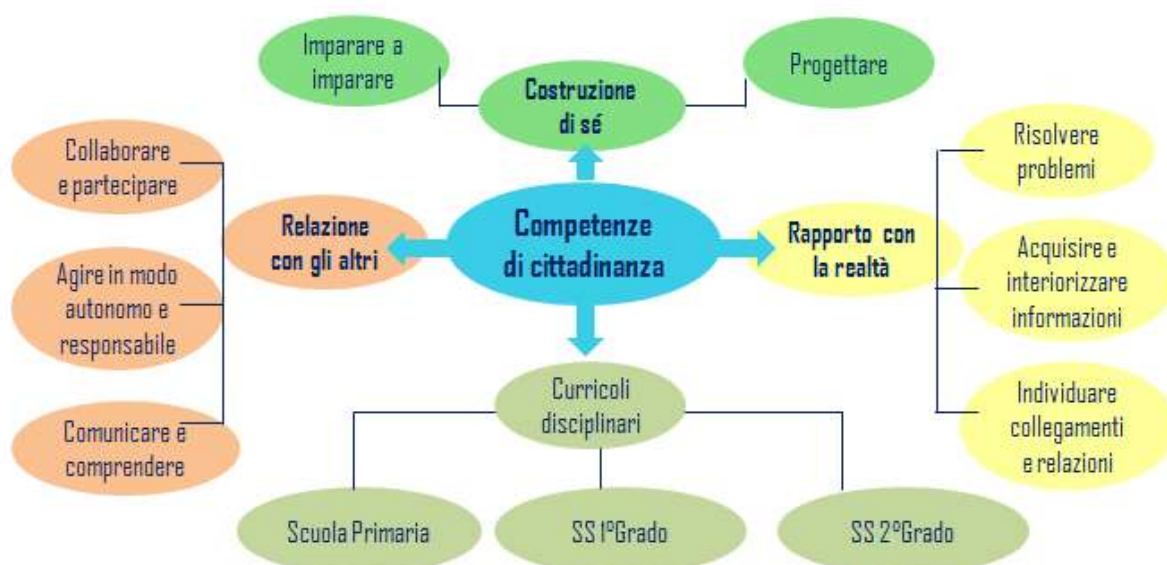 Imparare a
imparare
Costruzione
di sé
Progettare
Collaborare
e partecipare
Agire in modo
autonomo e
responsabile
Comunicare e
comprendere
Relazione
con gli altri
Competenze
di cittadinanza
Rapporto con
la realtà
Risolvere
problemi
Acquisire e
interiorizzare
informazioni
Individuare
collegamenti
e relazioni
Curricoli
disciplinari
Scuola Primaria
SS 1°Grado
SS 2°Grado